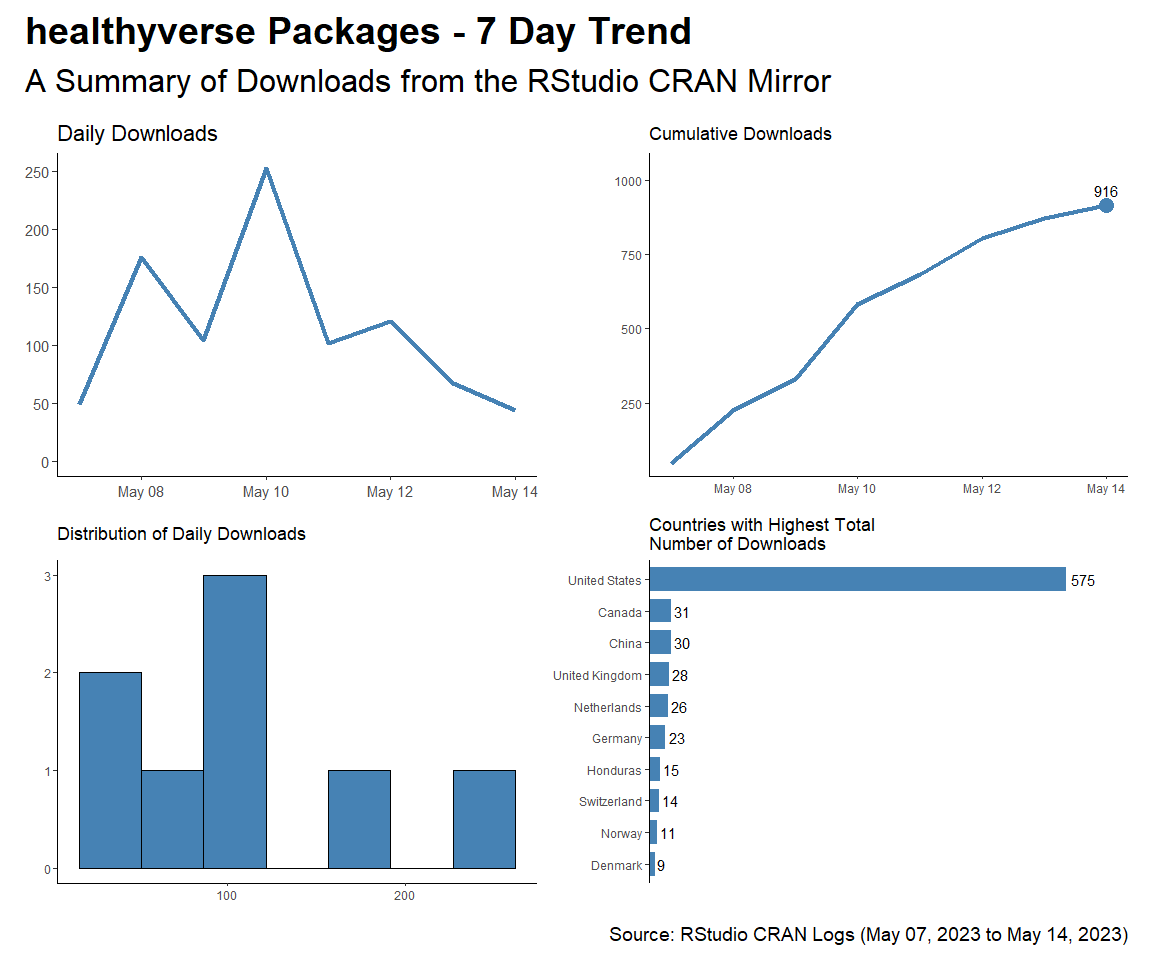 healthyverse Packages - 7 Day Trend
A Summary of Downloads from the RStudio CRAN Mirror
Daily Downloads
250
200
150
100
50
0
May 08
May 10
May 12
May 14
Cumulative Downloads
1000
750
500
250
916
May 08
May 10
May 12
May 14
Distribution of Daily Downloads
3
2
1
0
100
200
Countries with Highest Total
Number of Downloads
United States 575
Canada 31
China 30
United Kingdom 28
Netherlands 26
Germany 23
Honduras 15
Switzerland 14
Norway 11
Denmark 9
Source: RStudio CRAN Logs (May 07, 2023 to May 14, 2023)